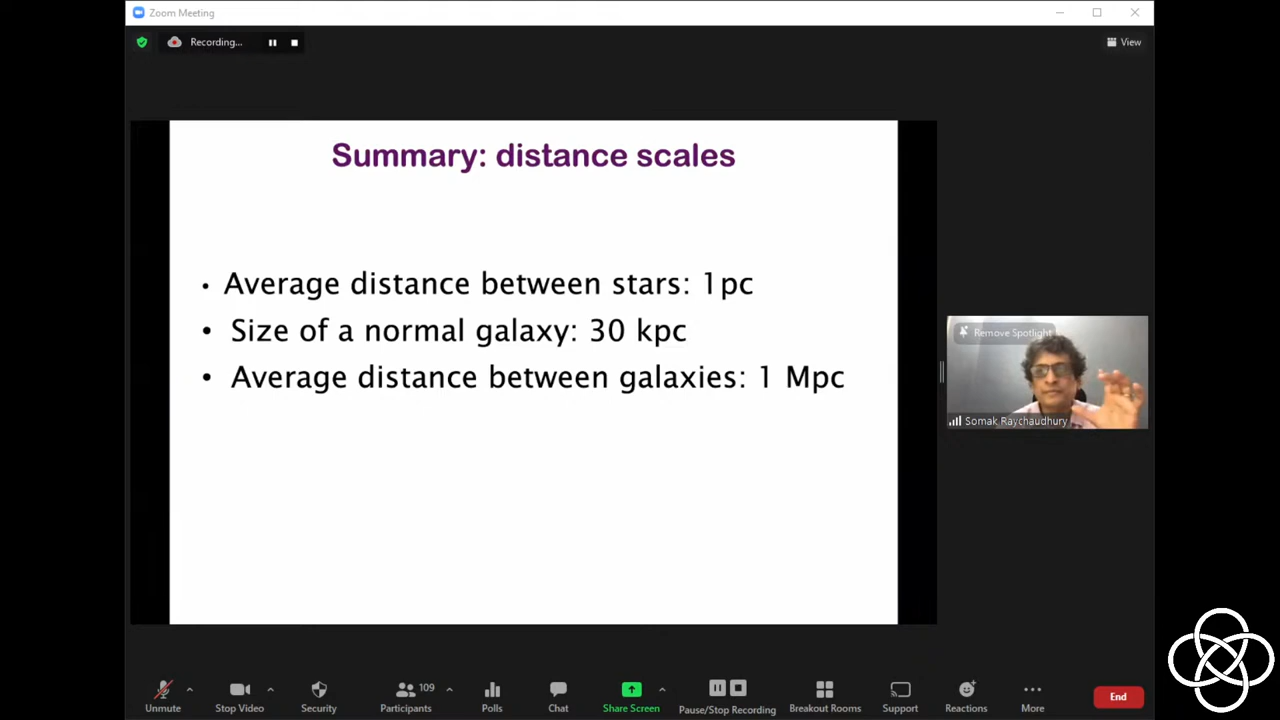 Zoom Meeting
Recording...
View
Summary: distance scales
• Average distance between stars: 1pc
• Size of a normal galaxy: 30 kpc
• Average distance between galaxies: 1 Mpc
Remove Spotlight
Somak Raychaudhury
109
Unmute
Stop Video
Security
Participants
Polls
Chat
Share Screen
Pause/Stop Recording
Breakout Rooms
Support
Reactions
More
End